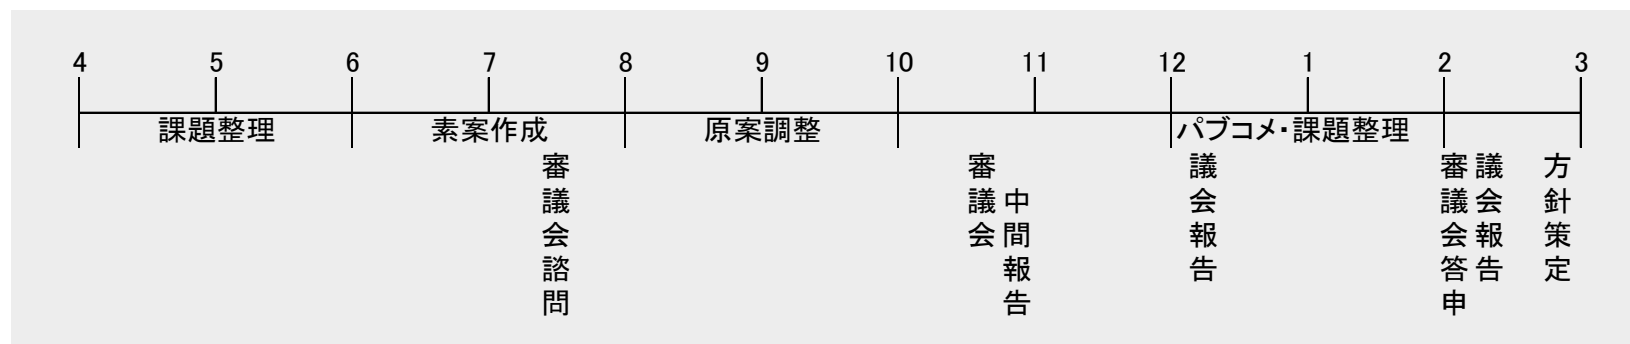 4 5 6 7 8 9 10 11 12 1 2 3
課題整理 素案作成 原案調整 パブコメ・課題整理
審議会諮問
審議会
中間報告
議会報告
審議会答申
議会報告
方針策定